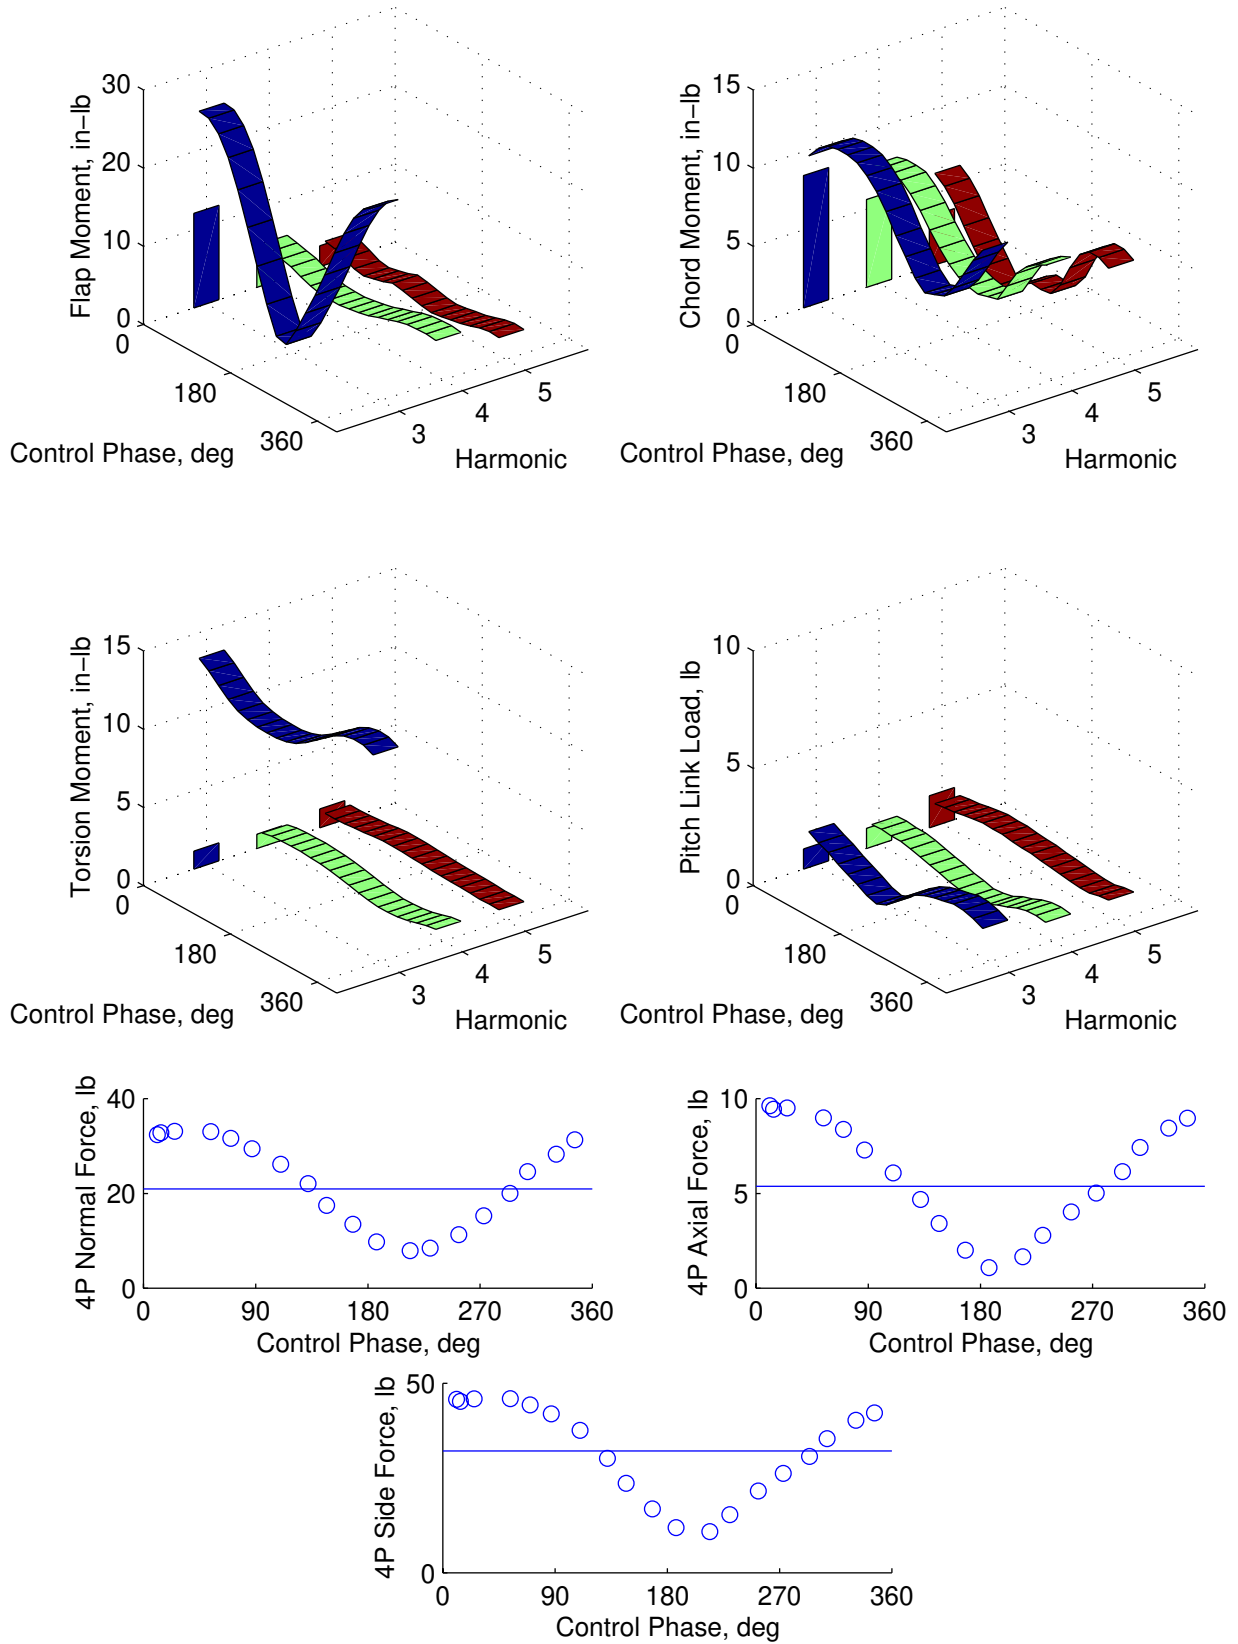 Flap Moment, in−lb
30
20
10
0
0
180
360
Control Phase, deg
3
4
5
Harmonic
Chord Moment, in−lb
15
10
5
0
0
180
360
Control Phase, deg
3
4
5
Harmonic
Torsion Moment, in−lb
15
10
5
0
0
180
360
Control Phase, deg
3
4
5
Harmonic
Pitch Link Load, lb
10
5
0
0
180
360
Control Phase, deg
3
4
5
Harmonic
4P Normal Force, lb
40
20
0
0 90 180 270 360
Control Phase, deg
4P Axial Force, lb
10
5
0
0 90 180 270 360
Control Phase, deg
4P Side Force, lb
50
0
0 90 180 270 360
Control Phase, deg